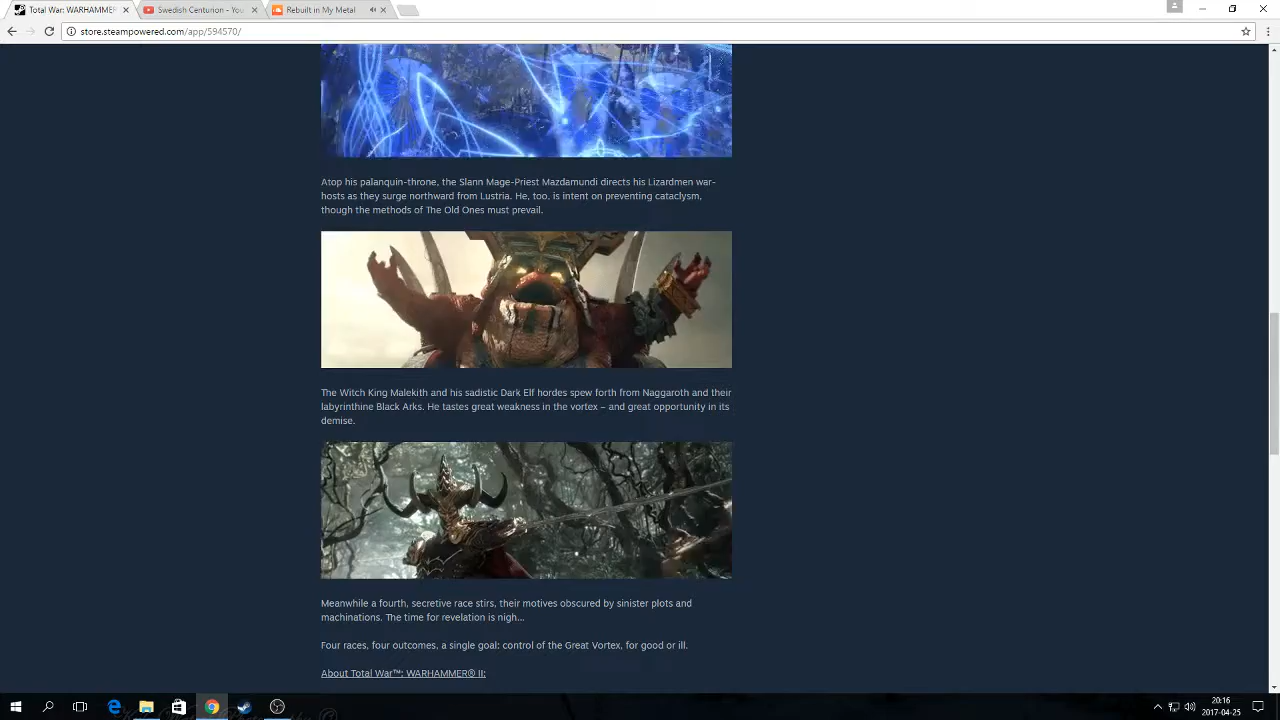 Total War: WARHAMMER
Swedish Centurion - You
Rebuilt in My Metal
store.steampowered.com/app/594570/
Atop his palanquin-throne, the Slann Mage-Priest Mazdamundi directs his Lizardmen war-
hosts as they surge northward from Lustria. He, too, is intent on preventing cataclysm,
though the methods of The Old Ones must prevail.
The Witch King Malekith and his sadistic Dark Elf hordes spew forth from Naggaroth and their
labyrinthine Black Arks. He tastes great weakness in the vortex – and great opportunity in its
demise.
Meanwhile a fourth, secretive race stirs, their motives obscured by sinister plots and
machinations. The time for revelation is nigh...
Four races, four outcomes, a single goal: control of the Great Vortex, for good or ill.
About Total War™: WARHAMMER® II:
20:16
2017-04-25